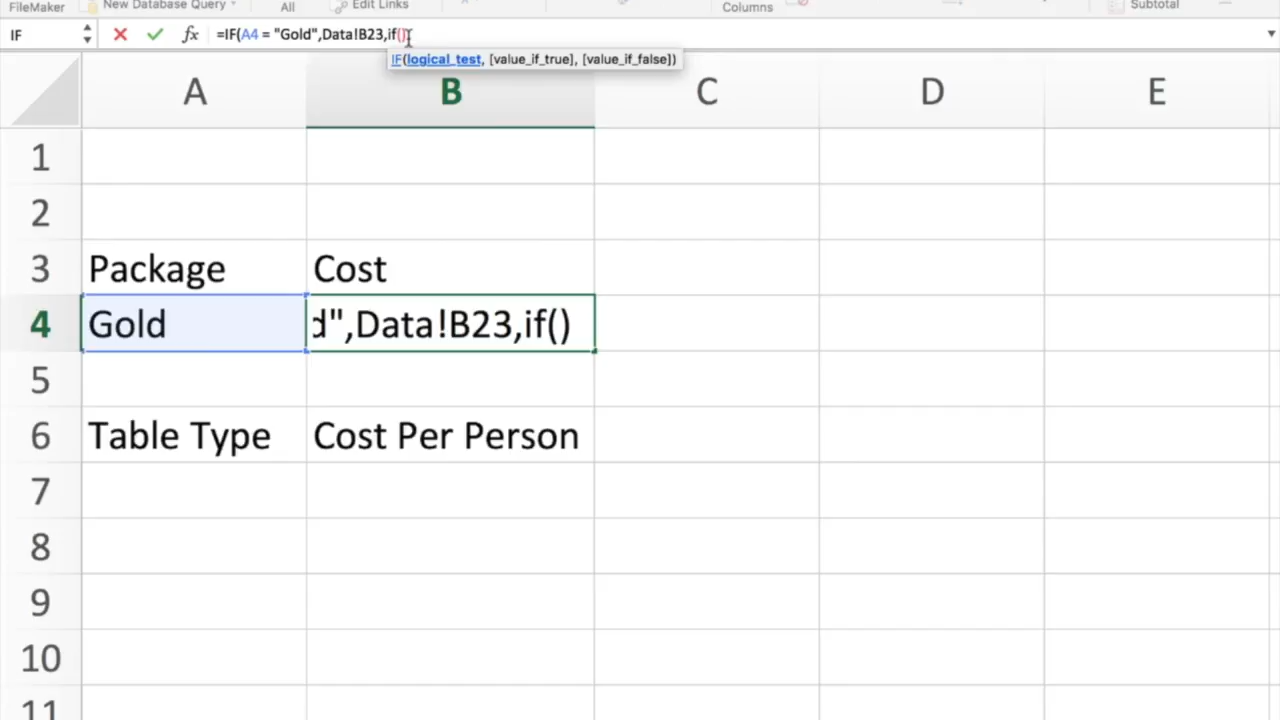 FileMaker New Database Query All Edit Links Columns Subtotal
IF fx =IF(A4 = "Gold",Data!B23,if()
IF(logical_test, [value_if_true], [value_if_false])
A B C D E
1
2
3 Package Cost
4 Gold d",Data!B23,if()
5
6 Table Type Cost Per Person
7
8
9
10
11